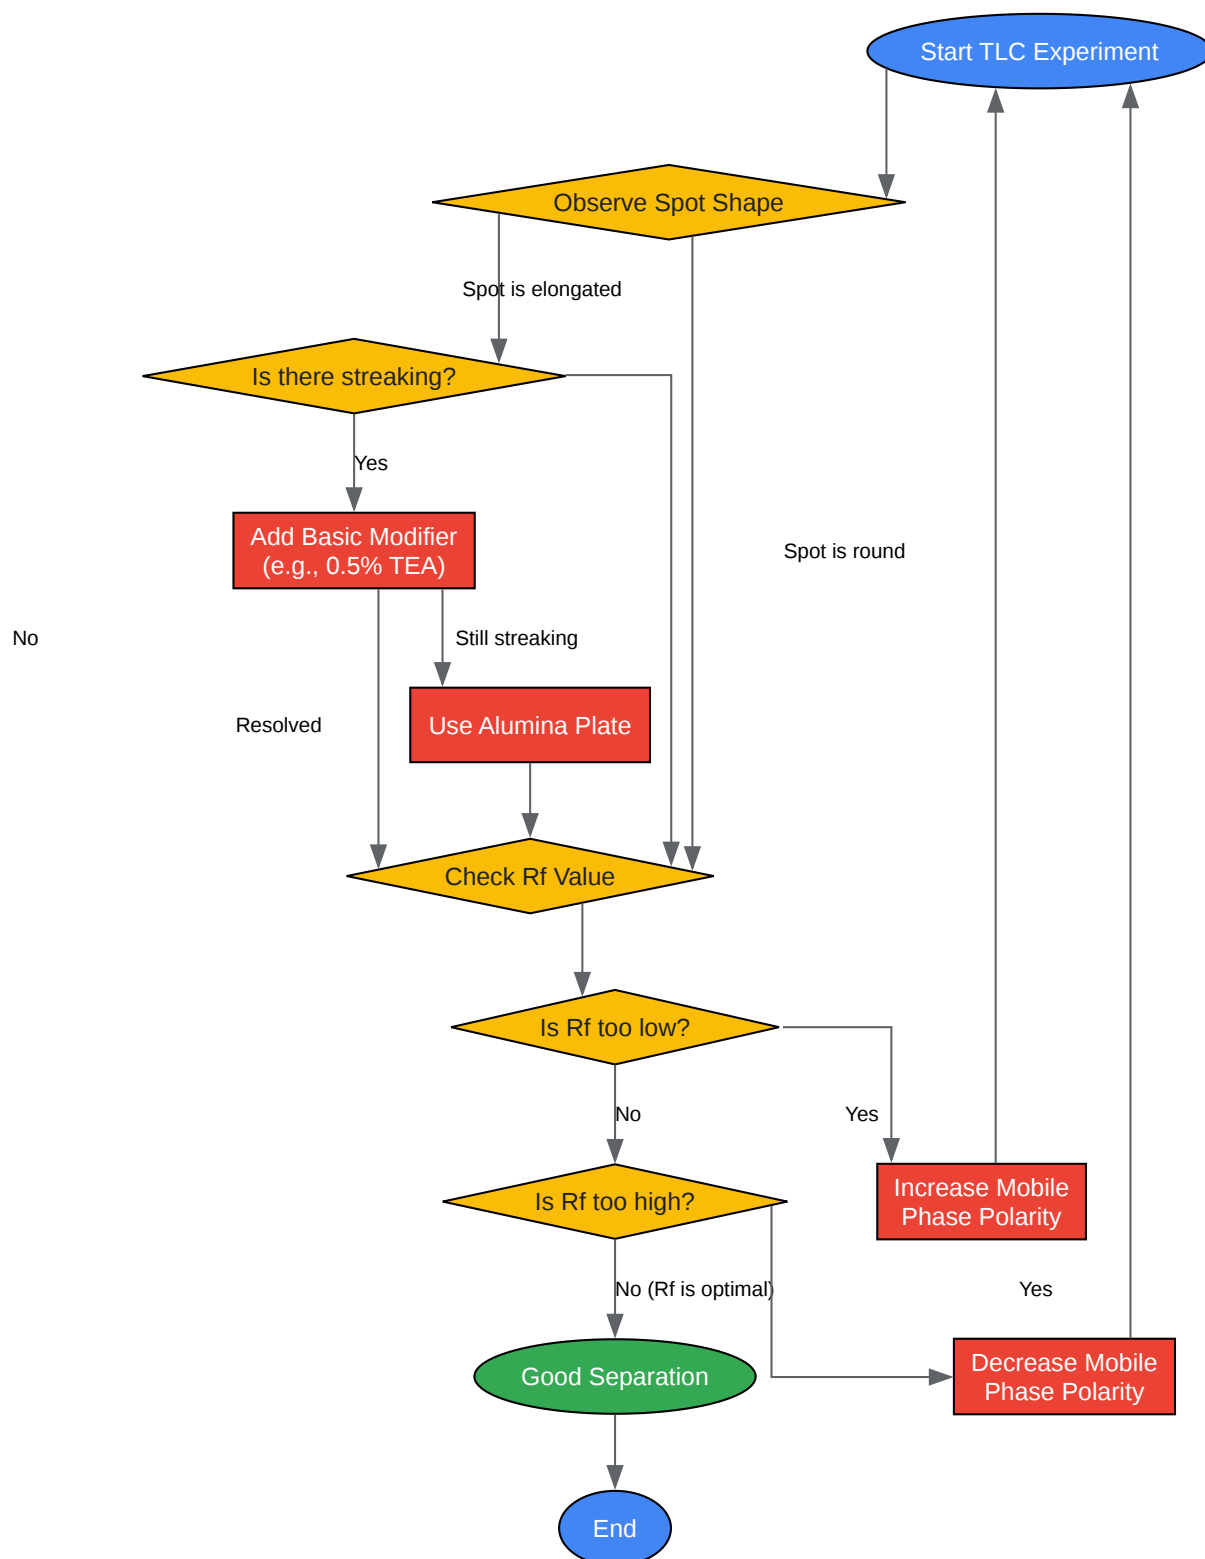 Start TLC Experiment
Observe Spot Shape
Spot is elongated
Is there streaking?
Yes
Add Basic Modifier
(e.g., 0.5% TEA)
Spot is round
No
Still streaking
Resolved
Use Alumina Plate
Check Rf Value
Is Rf too low?
No
Yes
Increase Mobile
Phase Polarity
Is Rf too high?
No (Rf is optimal)
Yes
Good Separation
Decrease Mobile
Phase Polarity
End